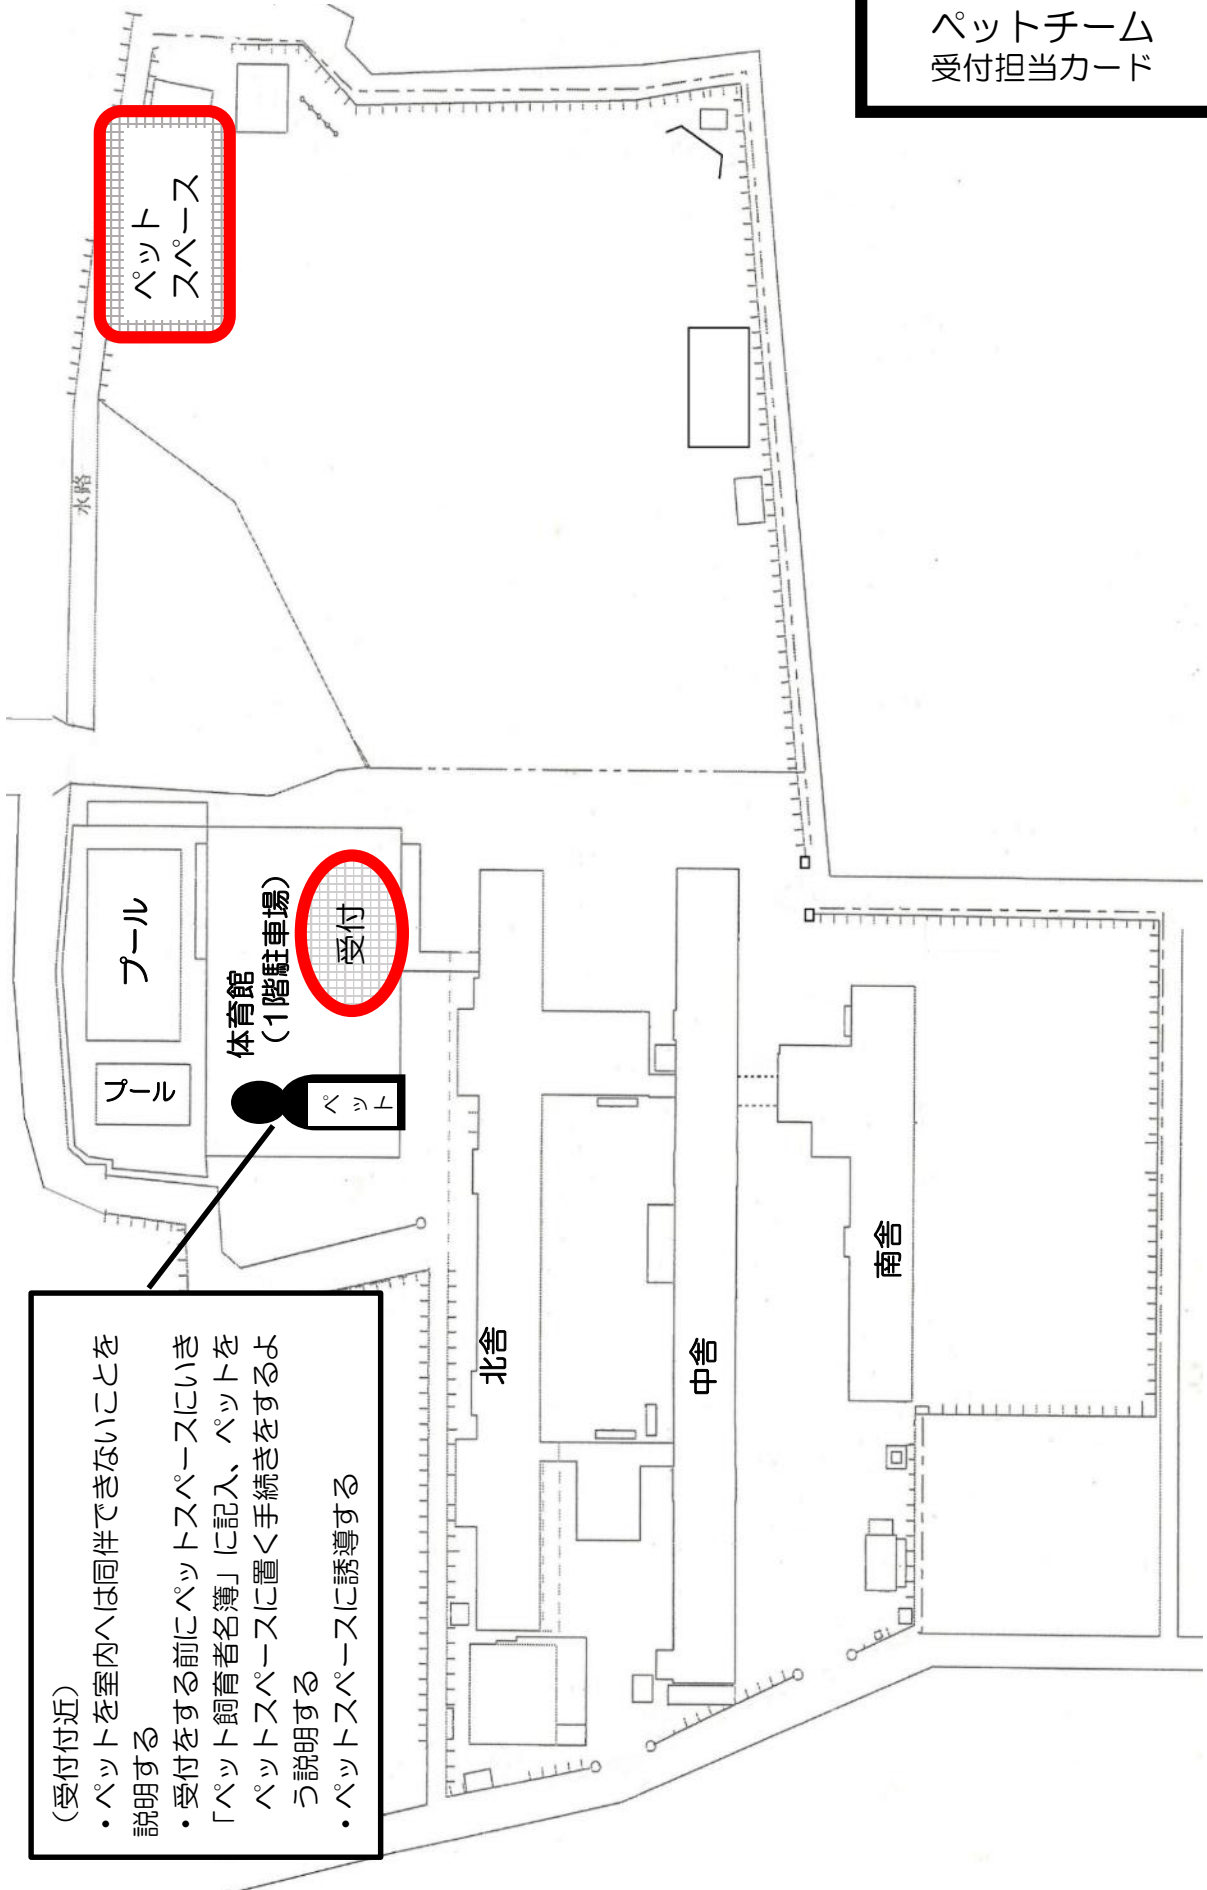 ペットチーム
受付担当カード
ペット
スペース
水路
プール
プール
体育館
(1階駐車場)
受付
ペット
北舎
中舎
南舎
(受付付近)
・ペットを室内へは同伴できないことを
説明する
・受付をする前にペットスペースにいき
「ペット飼育者名簿」に記入、ペットを
ペットスペースに置く手続きをするよ
う説明する
・ペットスペースに誘導する